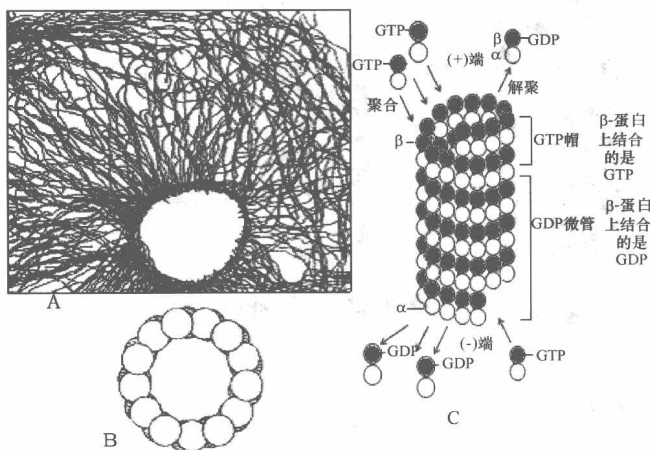 GTP
β
GDP
α
GTP
(+)端
聚合
解聚
β
GTP帽
β-蛋白
上结合
的是
GTP
GDP微管
β-蛋白
上结合
的是
GDP
α
(-)端
GDP
GDP
GTP
A
B
C